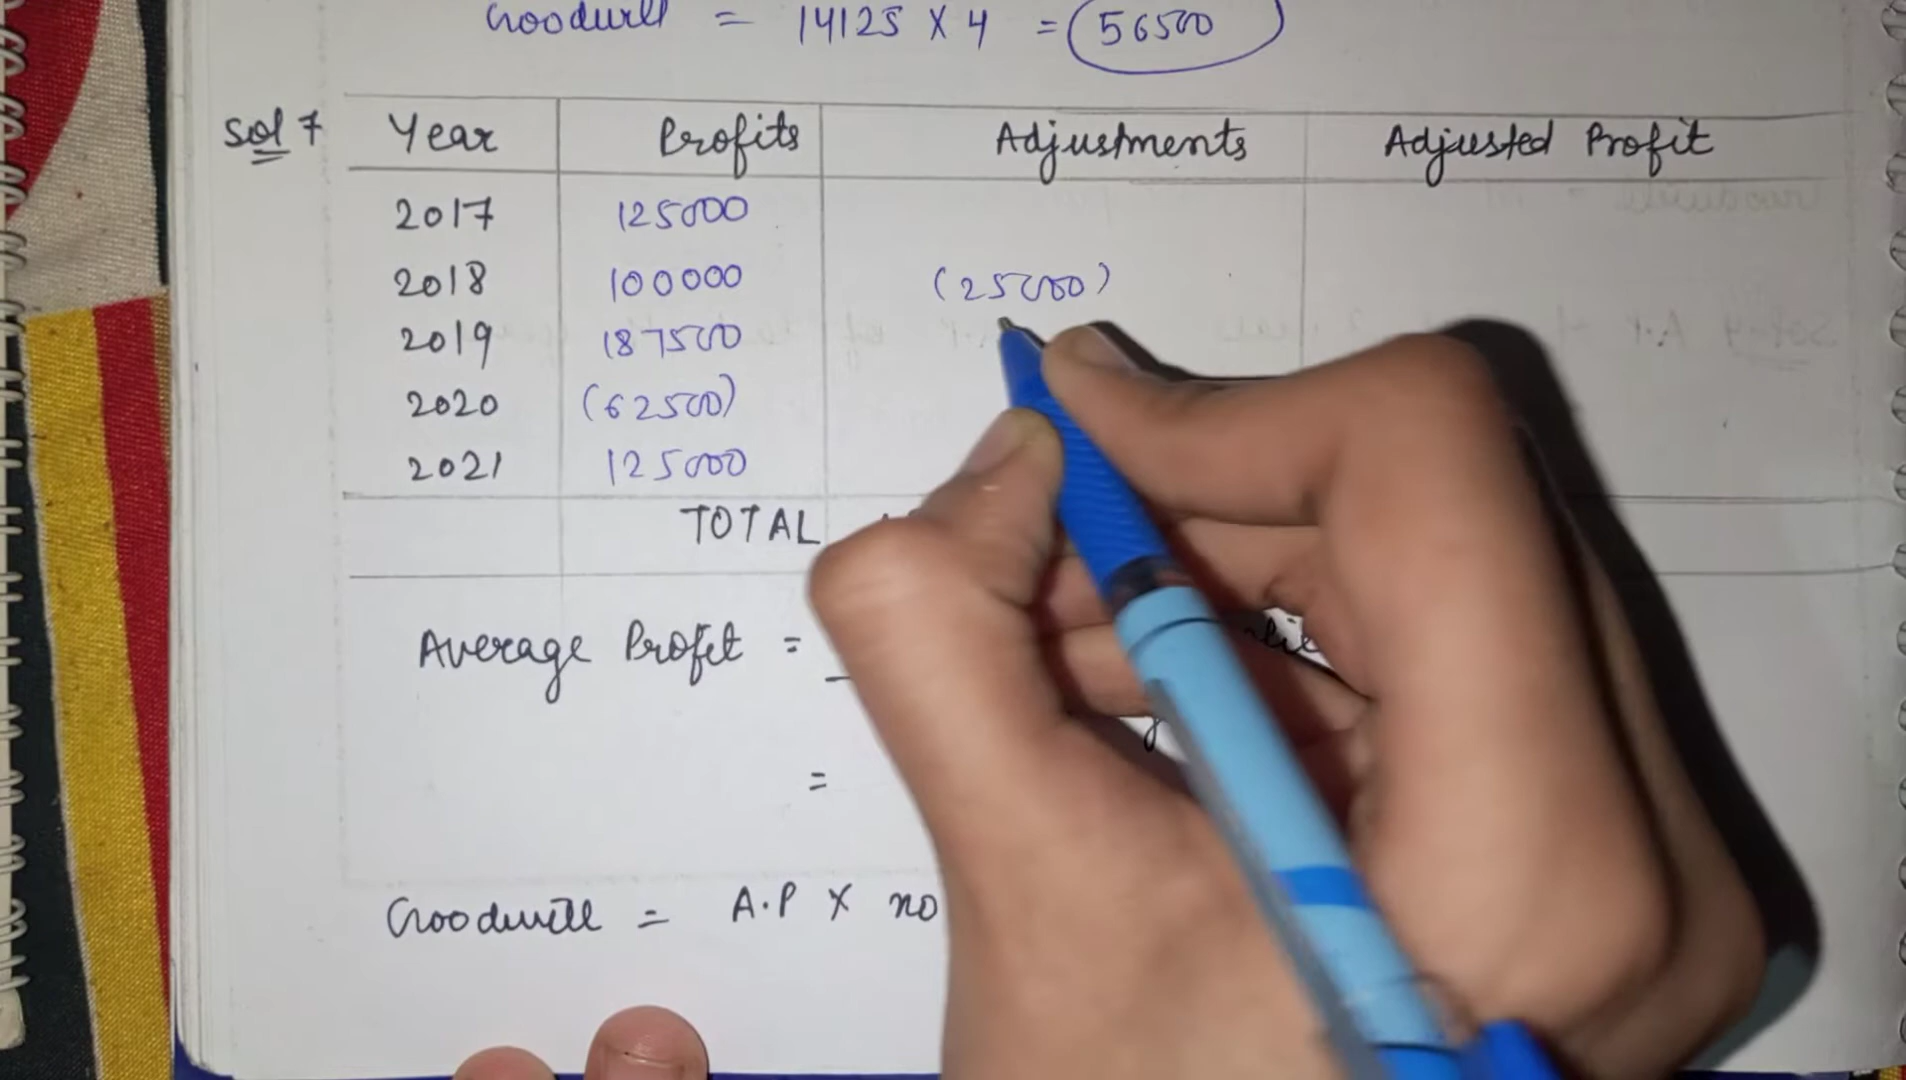 Goodwill = 14125 X 4 = 56500
Sol 7 Year Profits Adjustments Adjusted Profit
2017 125000
2018 100000 (25000)
2019 187500
2020 (62500)
2021 125000
TOTAL
Average Profit =
=
Goodwill = A.P X no